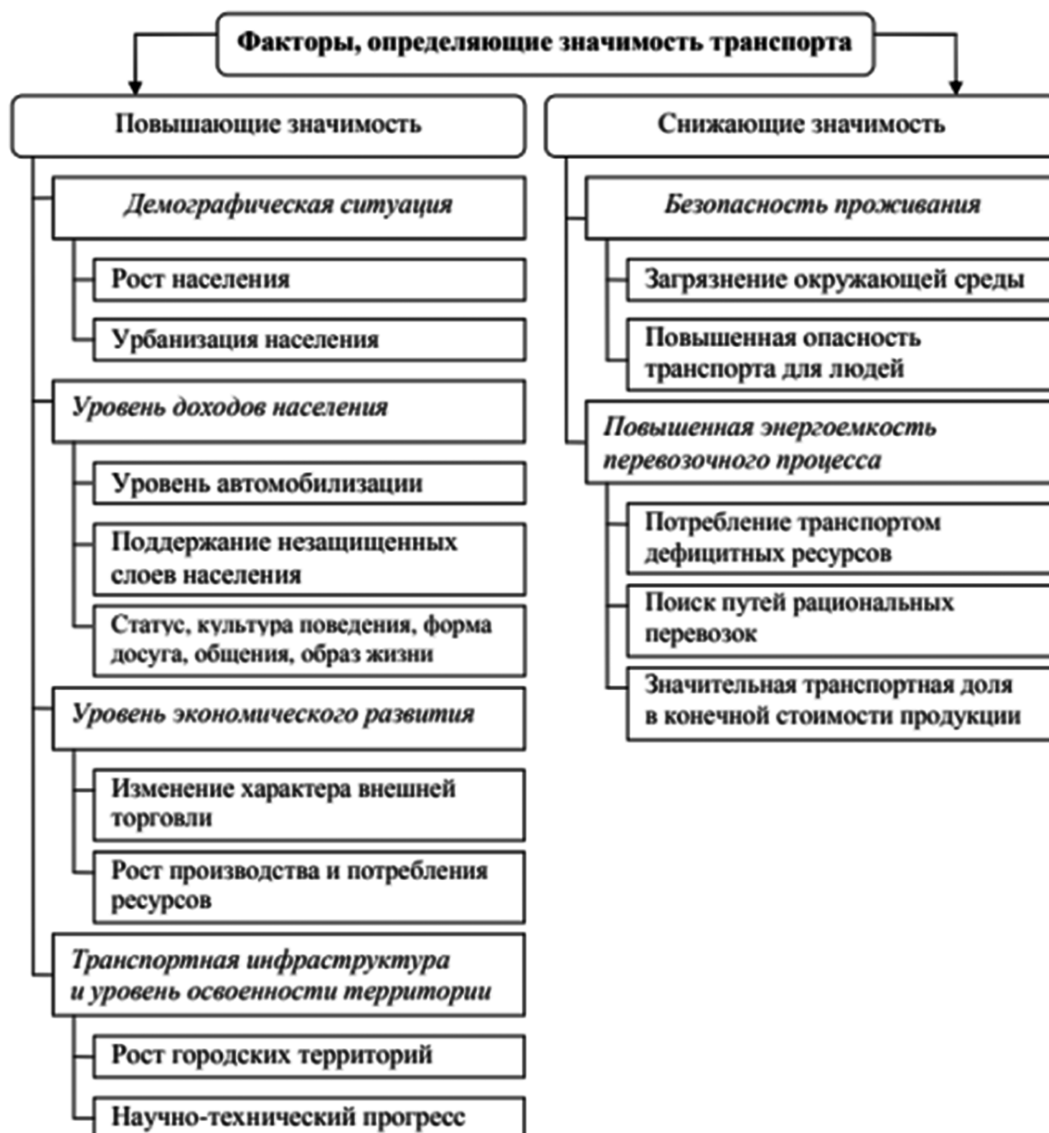 Факторы, определяющие значимость транспорта
Повышающие значимость
Демографическая ситуация
Рост населения
Урбанизация населения
Уровень доходов населения
Уровень автомобилизации
Поддержание незащищенных
слоев населения
Статус, культура поведения, форма
досуга, общения, образ жизни
Уровень экономического развития
Изменение характера внешней
торговли
Рост производства и потребления
ресурсов
Транспортная инфраструктура
и уровень освоенности территории
Рост городских территорий
Научно-технический прогресс
Снижающие значимость
Безопасность проживания
Загрязнение окружающей среды
Повышенная опасность
транспорта для людей
Повышенная энергоемкость
перевозочного процесса
Потребление транспортом
дефицитных ресурсов
Поиск путей рациональных
перевозок
Значительная транспортная доля
в конечной стоимости продукции